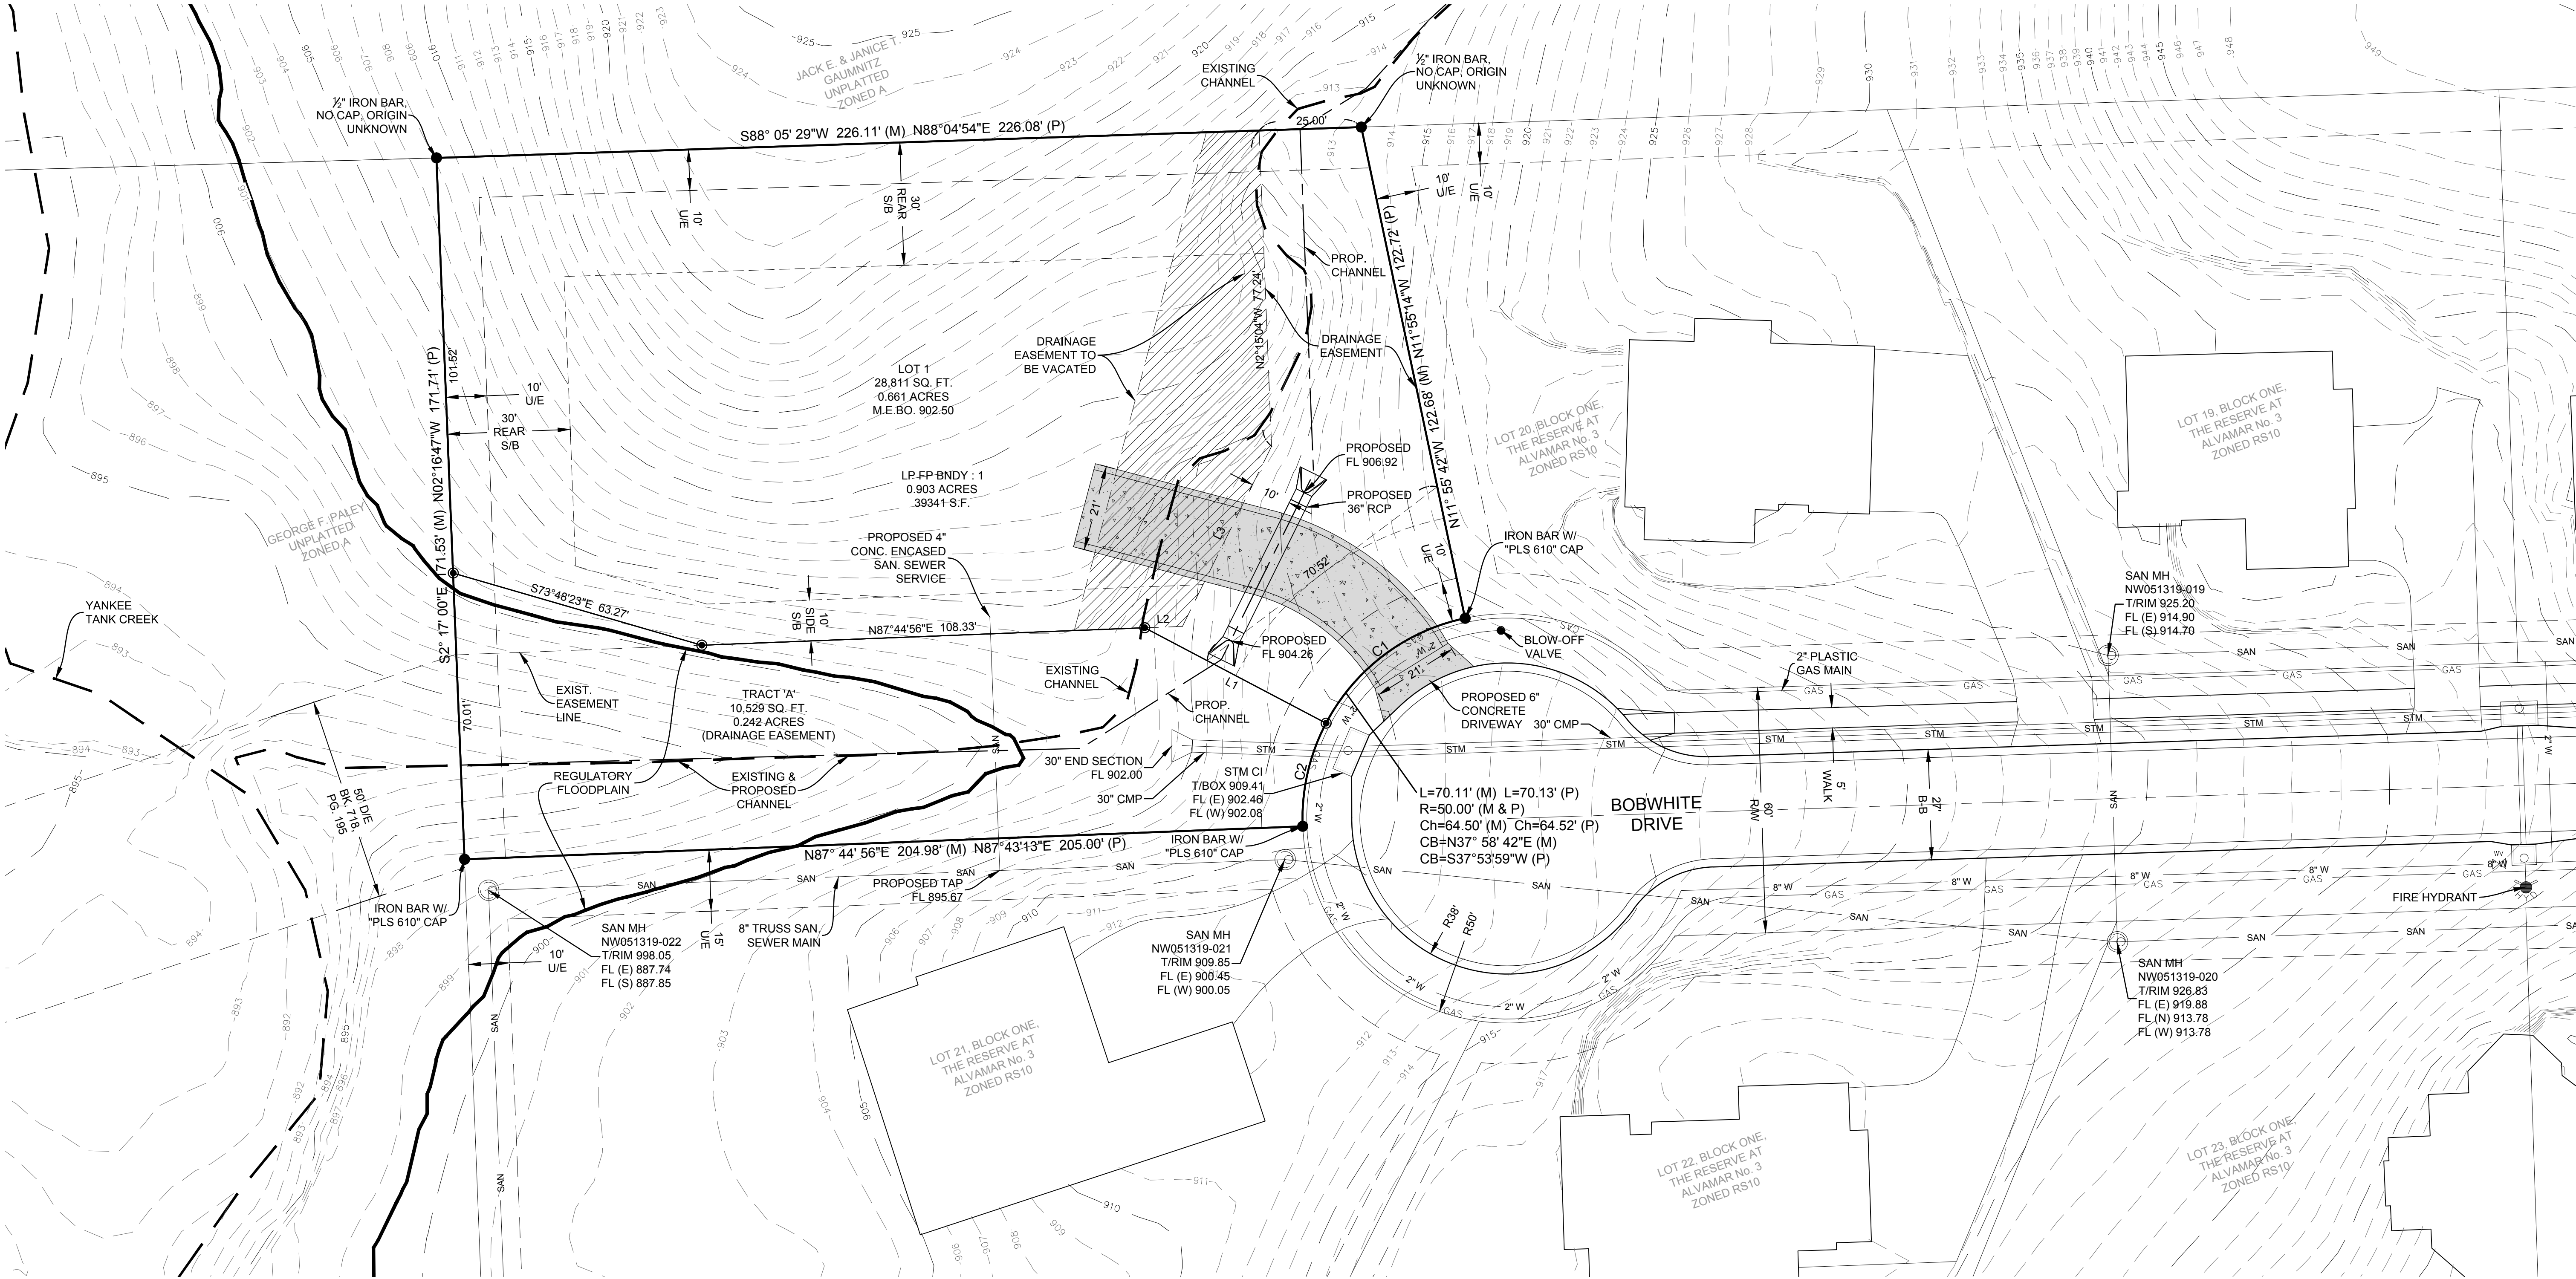 JACK E. & JANICE T.
GAUMNITZ
UNPLATTED
ZONED A
EXISTING
CHANNEL
½" IRON BAR,
NO CAP, ORIGIN
UNKNOWN
½" IRON BAR,
NO CAP, ORIGIN
UNKNOWN
S88° 05' 29"W  226.11' (M)  N88°04'54"E  226.08' (P)
25.00'
10'
U/E
30'
REAR
S/B
10'
U/E
10'
U/E
PROP.
CHANNEL
N2°15'04"W  77.24'
N11° 55' 42"W  122.68' (M)  N11°55'14"W  122.72' (P)
DRAINAGE
EASEMENT TO
BE VACATED
DRAINAGE
EASEMENT
LOT 1
28,811 SQ. FT.
0.661 ACRES
M.E.BO. 902.50
S2° 17' 00"E  171.53' (M)  N02°16'47"W  171.71' (P)
101.52'
10'
U/E
30'
REAR
S/B
LP FP BNDY : 1
0.903 ACRES
39341 S.F.
PROPOSED 4"
CONC. ENCASED
SAN. SEWER
SERVICE
21'
10'
L3
70.52'
PROPOSED
FL 906.92
PROPOSED
36" RCP
10'
U/E
IRON BAR W/
"PLS 610" CAP
LOT 20, BLOCK ONE,
THE RESERVE AT
ALVAMAR No. 3
ZONED RS10
LOT 19, BLOCK ONE,
THE RESERVE AT
ALVAMAR No. 3
ZONED RS10
GEORGE F. PALEY
UNPLATTED
ZONED A
YANKEE
TANK CREEK
S73°48'23"E  63.27'
10'
SIDE
S/B
N87°44'56"E  108.33'
L2
PROPOSED
FL 904.26
L1
C1
21'
BLOW-OFF
VALVE
SAN MH
NW051319-019
T/RIM 925.20
FL (E) 914.90
FL (S) 914.70
2" PLASTIC
GAS MAIN
EXIST.
EASEMENT
LINE
EXISTING
CHANNEL
PROP.
CHANNEL
PROPOSED 6"
CONCRETE
DRIVEWAY
30" CMP
TRACT 'A'
10,529 SQ. FT.
0.242 ACRES
(DRAINAGE EASEMENT)
70.01'
50' D/E
BK. 718,
PG. 195
REGULATORY
FLOODPLAIN
EXISTING &
PROPOSED
CHANNEL
30" END SECTION
FL 902.00
30" CMP
STM CI
T/BOX 909.41
FL (E) 902.46
FL (W) 902.08
C2
L=70.11' (M)  L=70.13' (P)
R=50.00' (M & P)
Ch=64.50' (M)  Ch=64.52' (P)
CB=N37° 58' 42"E (M)
CB=S37°53'59"W (P)
BOBWHITE
DRIVE
60'
R/W
5'
WALK
27'
B-B
N87° 44' 56"E  204.98' (M)  N87°43'13"E  205.00' (P)
IRON BAR W/
"PLS 610" CAP
IRON BAR W/
"PLS 610" CAP
PROPOSED TAP
FL 895.67
8" TRUSS SAN.
SEWER MAIN
15'
U/E
10'
U/E
SAN MH
NW051319-022
T/RIM 998.05
FL (E) 887.74
FL (S) 887.85
SAN MH
NW051319-021
T/RIM 909.85
FL (E) 900.45
FL (W) 900.05
R38'
R50'
FIRE HYDRANT
SAN MH
NW051319-020
T/RIM 926.83
FL (E) 919.88
FL (N) 913.78
FL (W) 913.78
LOT 21, BLOCK ONE,
THE RESERVE AT
ALVAMAR No. 3
ZONED RS10
LOT 22, BLOCK ONE,
THE RESERVE AT
ALVAMAR No. 3
ZONED RS10
LOT 23, BLOCK ONE,
THE RESERVE AT
ALVAMAR No. 3
ZONED RS10